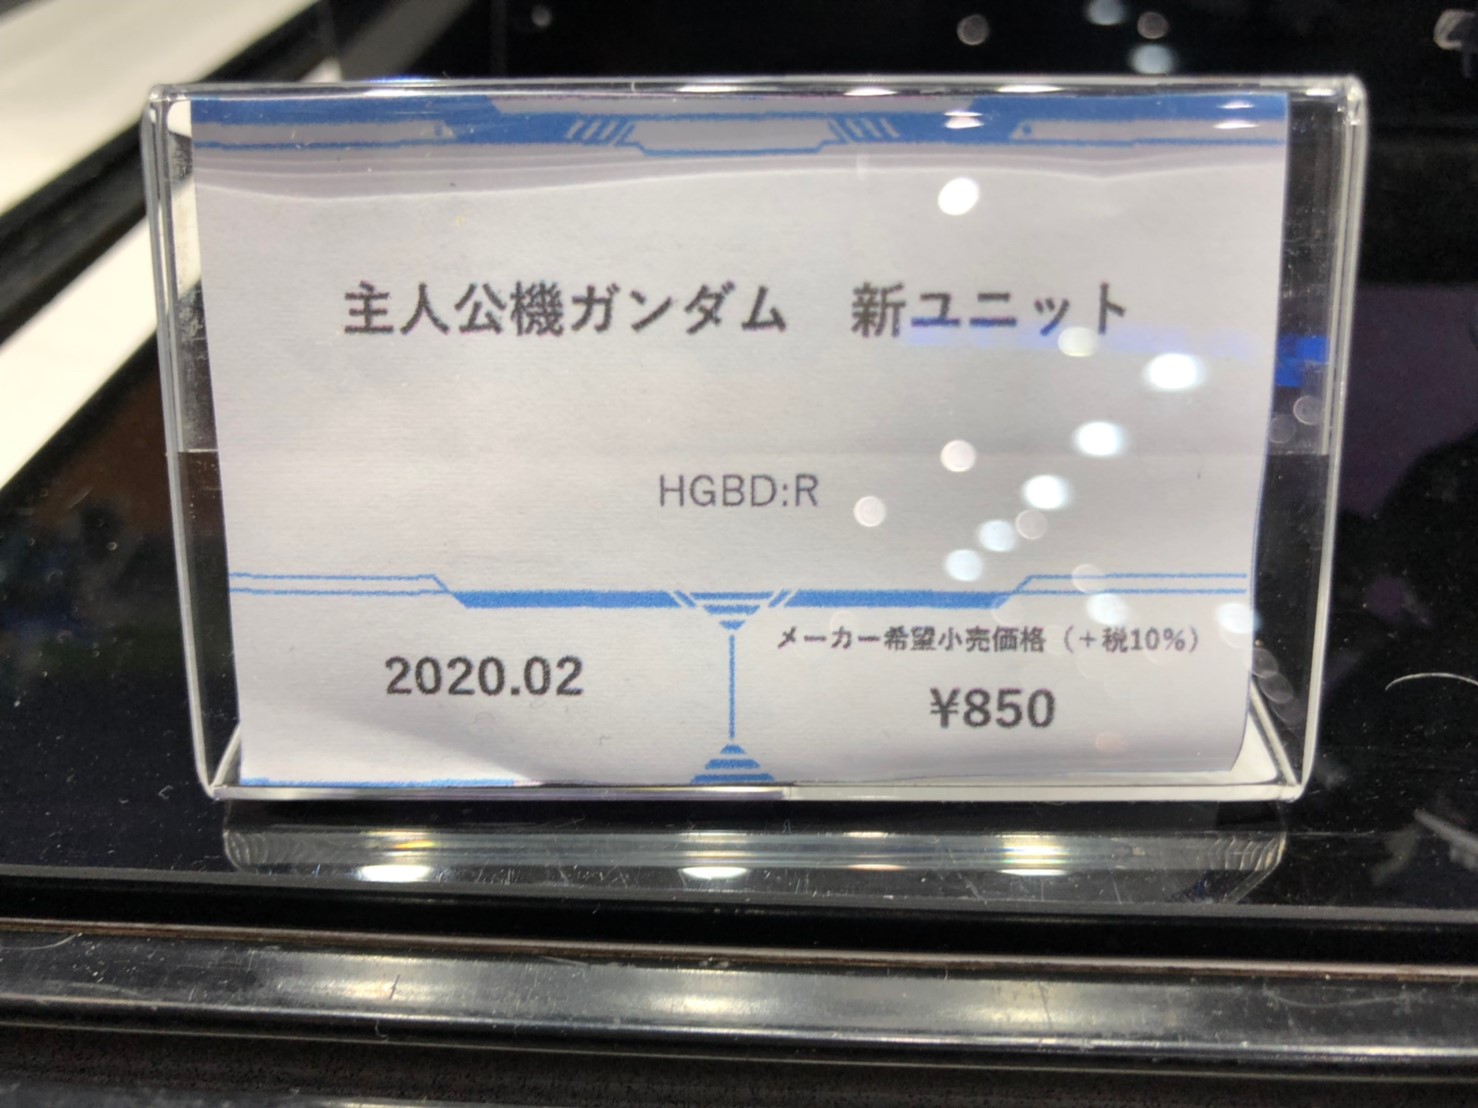 主人公機ガンダム　新ユニット
HGBD:R
2020.02
メーカー希望小売価格（＋税10%）
¥850